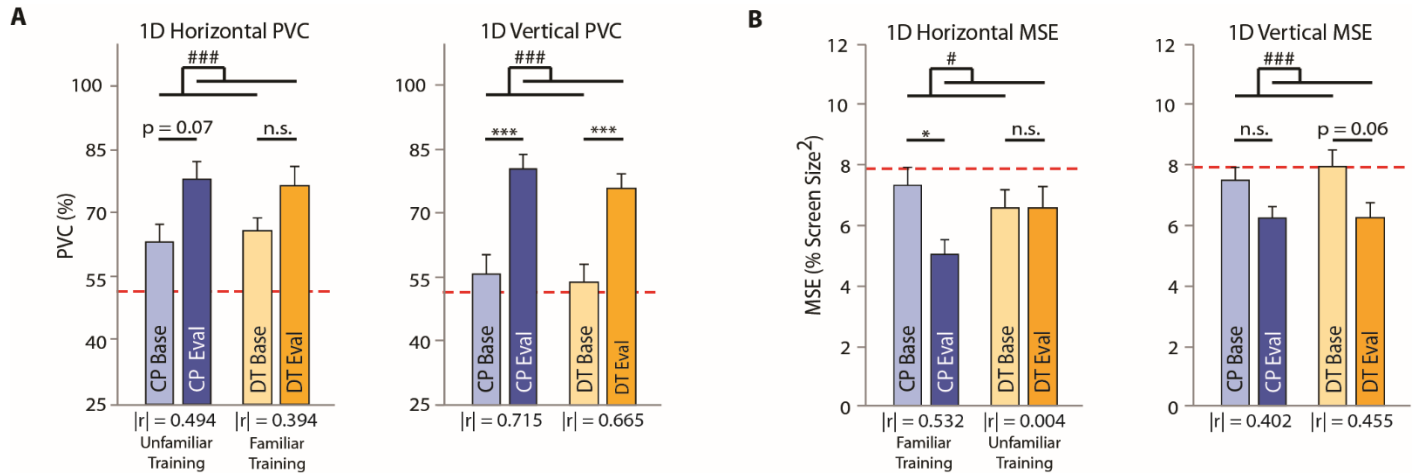 A
1D Horizontal PVC
###
p = 0.07
n.s.
PVC (%)
100
85
70
55
40
25
CP Base
CP Eval
DT Base
DT Eval
|r| = 0.494
|r| = 0.394
Unfamiliar
Training
Familiar
Training
1D Vertical PVC
###
***
***
100
85
70
55
40
25
CP Base
CP Eval
DT Base
DT Eval
|r| = 0.715
|r| = 0.665
B
1D Horizontal MSE
#
*
n.s.
MSE (% Screen Size²)
12
10
8
6
4
2
0
CP Base
CP Eval
DT Base
DT Eval
|r| = 0.532
|r| = 0.004
Familiar
Training
Unfamiliar
Training
1D Vertical MSE
###
n.s.
p = 0.06
12
10
8
6
4
2
0
CP Base
CP Eval
DT Base
DT Eval
|r| = 0.402
|r| = 0.455